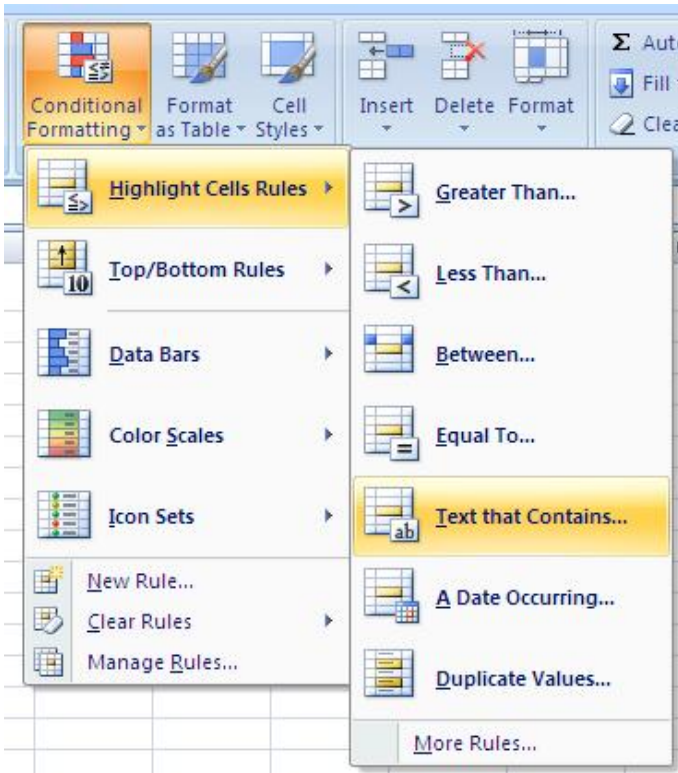 Conditional Formatting
Format as Table
Cell Styles
Insert
Delete
Format
Σ Aut
Fill
Clea
Highlight Cells Rules
Top/Bottom Rules
10
Data Bars
Color Scales
Icon Sets
New Rule...
Clear Rules
Manage Rules...
Greater Than...
Less Than...
Between...
Equal To...
ab
Text that Contains...
A Date Occurring...
Duplicate Values...
More Rules...